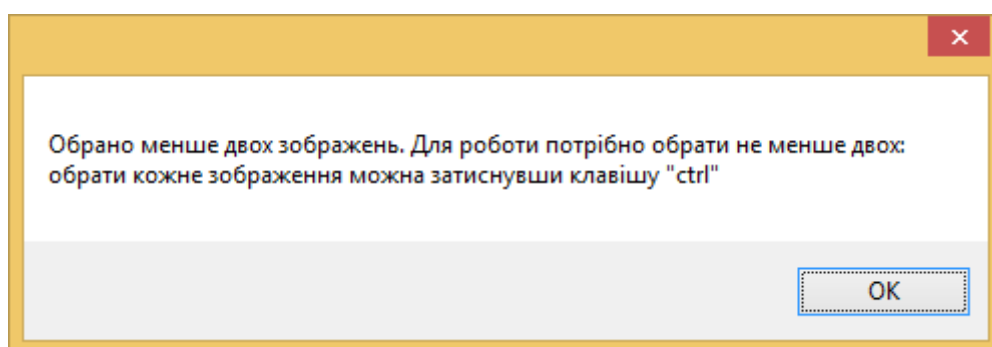 Обрано менше двох зображень. Для роботи потрібно обрати не менше двох:
обрати кожне зображення можна затиснувши клавішу "ctrl"
OK